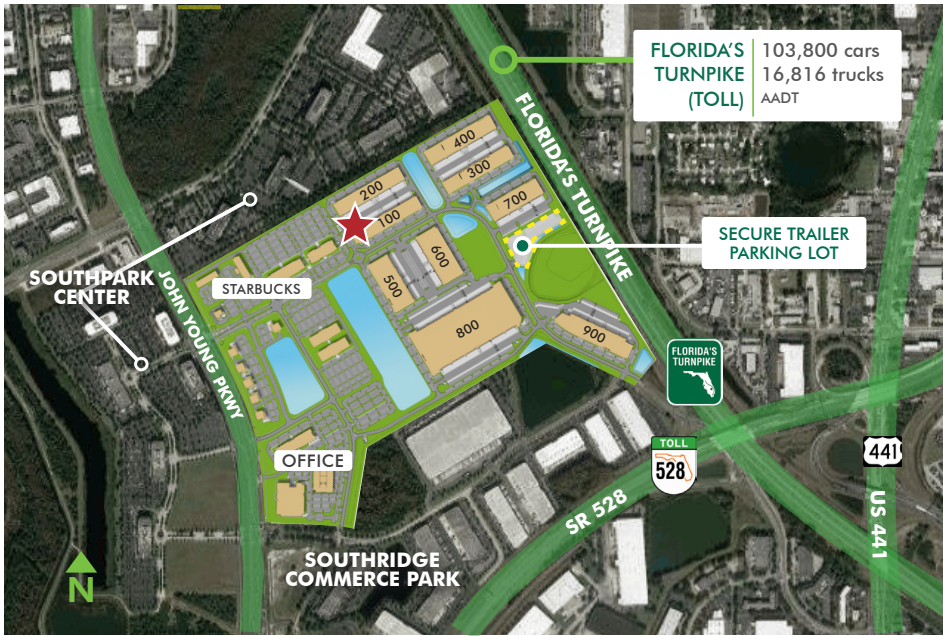 FLORIDA'S
TURNPIKE
(TOLL)
103,800 cars
16,816 trucks
AADT
FLORIDA'S TURNPIKE
400
300
200
100
700
SECURE TRAILER
PARKING LOT
600
500
800
900
STARBUCKS
SOUTHPARK
CENTER
JOHN YOUNG PKWY
FLORIDA'S
TURNPIKE
OFFICE
TOLL
528
SR 528
441
US 441
SOUTHRIDGE
COMMERCE PARK
N